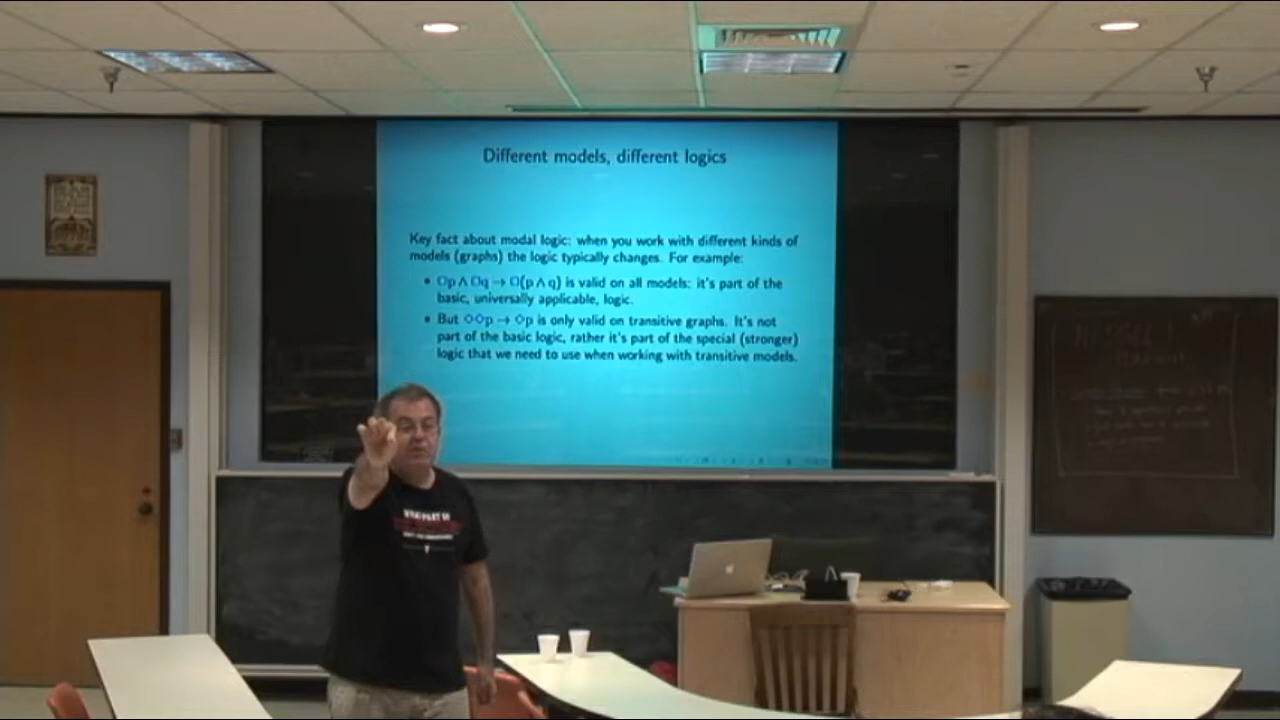 Different models, different logics
Key fact about modal logic: when you work with different kinds of
models (graphs) the logic typically changes. For example:
• □p ∧ □q → □(p ∧ q) is valid on all models: it's part of the
basic, universally applicable, logic.
• But ◇◇p → ◇p is only valid on transitive graphs. It's not
part of the basic logic, rather it's part of the special (stronger)
logic that we need to use when working with transitive models.
WHAT PART OF